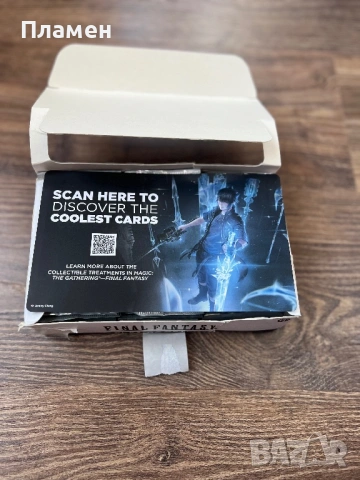 Пламен
SCAN HERE TO
DISCOVER THE
COOLEST CARDS
LEARN MORE ABOUT THE
COLLECTIBLE TREATMENTS IN MAGIC:
THE GATHERING®—FINAL FANTASY
FINAL FANTASY
BAZAR